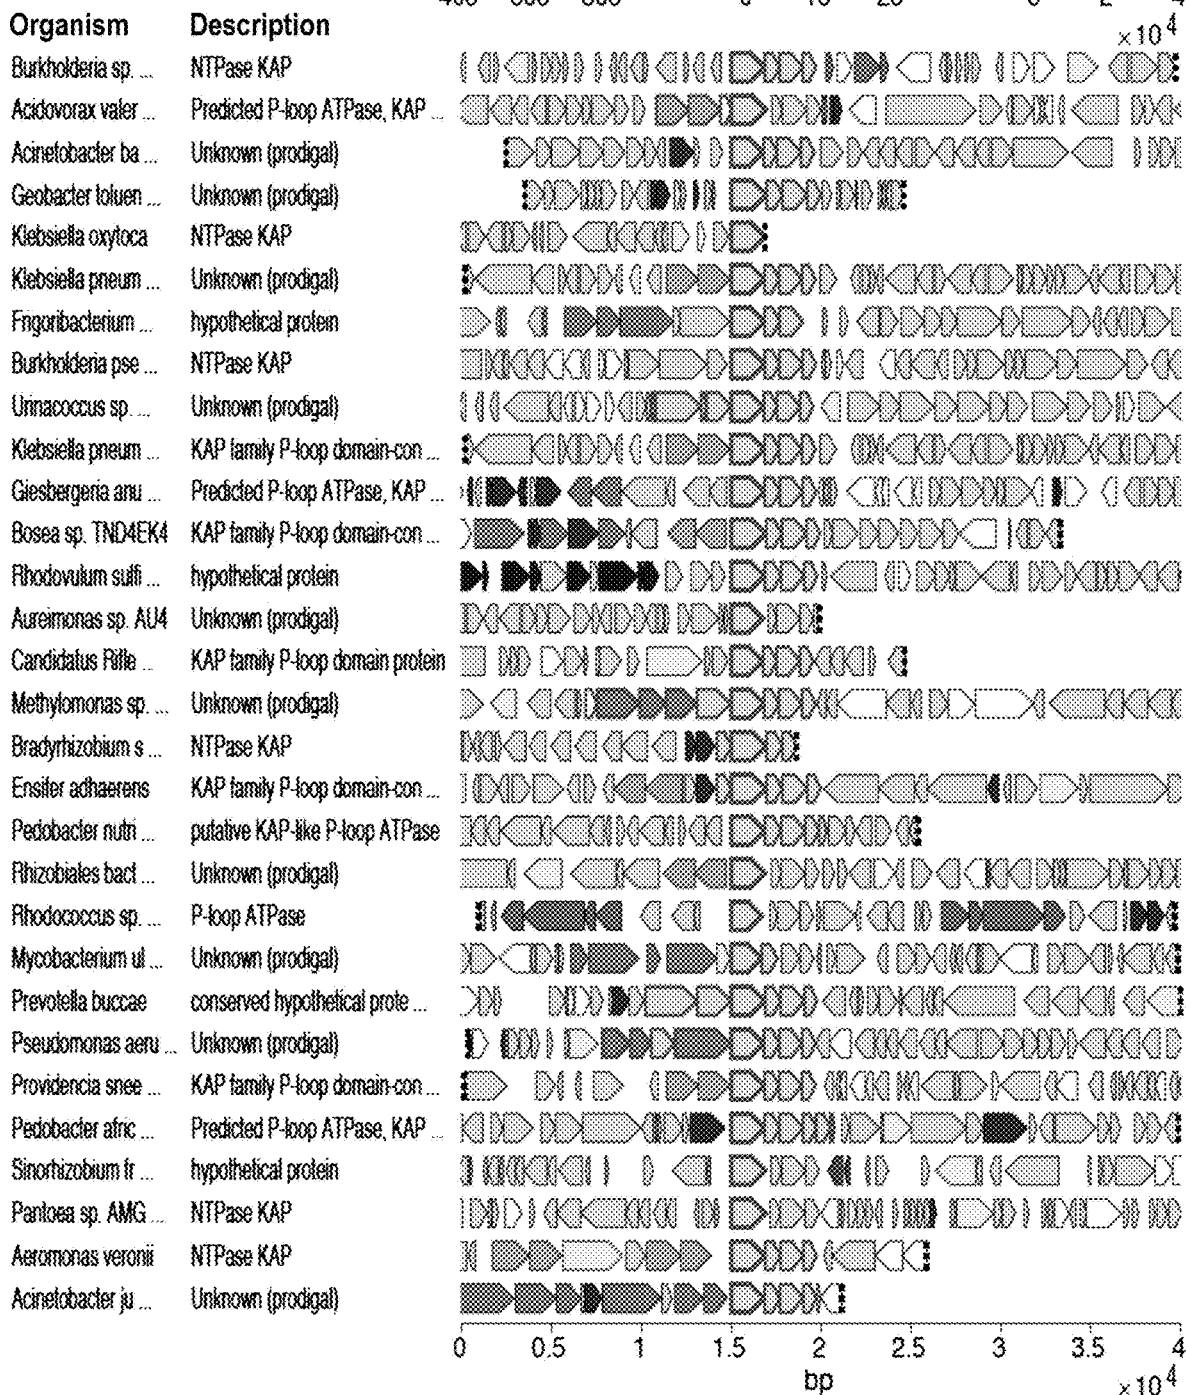 Organism Description ×10 4
Burkholderia sp. ... NTPase KAP
Acidovorax valer ... Predicted P-loop ATPase, KAP ...
Acinetobacter ba ... Unknown (prodigal)
Geobacter toluen ... Unknown (prodigal)
Klebsiella oxytoca NTPase KAP
Klebsiella pneum ... Unknown (prodigal)
Frigoribacterium ... hypothetical protein
Burkholderia pse ... NTPase KAP
Urinacoccus sp. ... Unknown (prodigal)
Klebsiella pneum ... KAP family P-loop domain-con ...
Giesbergeria anu ... Predicted P-loop ATPase, KAP ...
Bosea sp. TND4EK4 KAP family P-loop domain-con ...
Rhodovulum sulfi ... hypothetical protein
Aureimonas sp. AU4 Unknown (prodigal)
Candidatus Rifle ... KAP family P-loop domain protein
Methylomonas sp. ... Unknown (prodigal)
Bradyrhizobium s ... NTPase KAP
Ensifer adhaerens KAP family P-loop domain-con ...
Pedobacter nutri ... putative KAP-like P-loop ATPase
Rhizobiales bact ... Unknown (prodigal)
Rhodococcus sp. ... P-loop ATPase
Mycobacterium ul ... Unknown (prodigal)
Prevotella buccae conserved hypothetical prote ...
Pseudomonas aeru ... Unknown (prodigal)
Providencia snee ... KAP family P-loop domain-con ...
Pedobacter afric ... Predicted P-loop ATPase, KAP ...
Sinorhizobium fr ... hypothetical protein
Pantoea sp. AMG ... NTPase KAP
Aeromonas veronii NTPase KAP
Acinetobacter ju ... Unknown (prodigal)
0 0.5 1 1.5 2 2.5 3 3.5 4
bp ×10 4